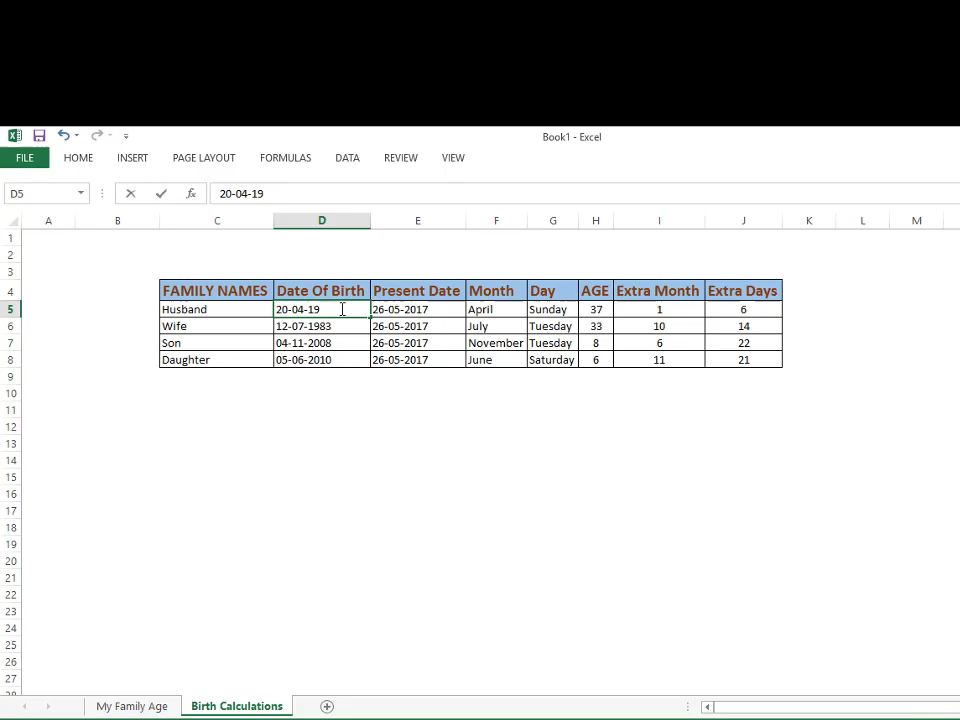 Book1 - Excel
FILE HOME INSERT PAGE LAYOUT FORMULAS DATA REVIEW VIEW
D5 fx 20-04-19
A B C D E F G H I J K L M
1
2
3
4 FAMILY NAMES Date Of Birth Present Date Month Day AGE Extra Month Extra Days
5 Husband 20-04-19 26-05-2017 April Sunday 37 1 6
6 Wife 12-07-1983 26-05-2017 July Tuesday 33 10 14
7 Son 04-11-2008 26-05-2017 November Tuesday 8 6 22
8 Daughter 05-06-2010 26-05-2017 June Saturday 6 11 21
9
10
11
12
13
14
15
16
17
18
19
20
21
22
23
24
25
26
27
28
My Family Age Birth Calculations